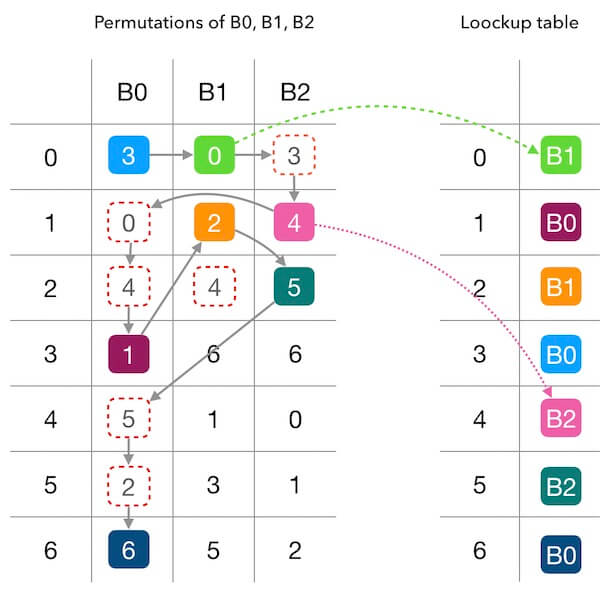 Permutations of B0, B1, B2
Loockup table
B0 B1 B2
0 3 0 3 0 B1
1 0 2 4 1 B0
2 4 4 5 2 B1
3 1 6 6 3 B0
4 5 1 0 4 B2
5 2 3 1 5 B2
6 6 5 2 6 B0